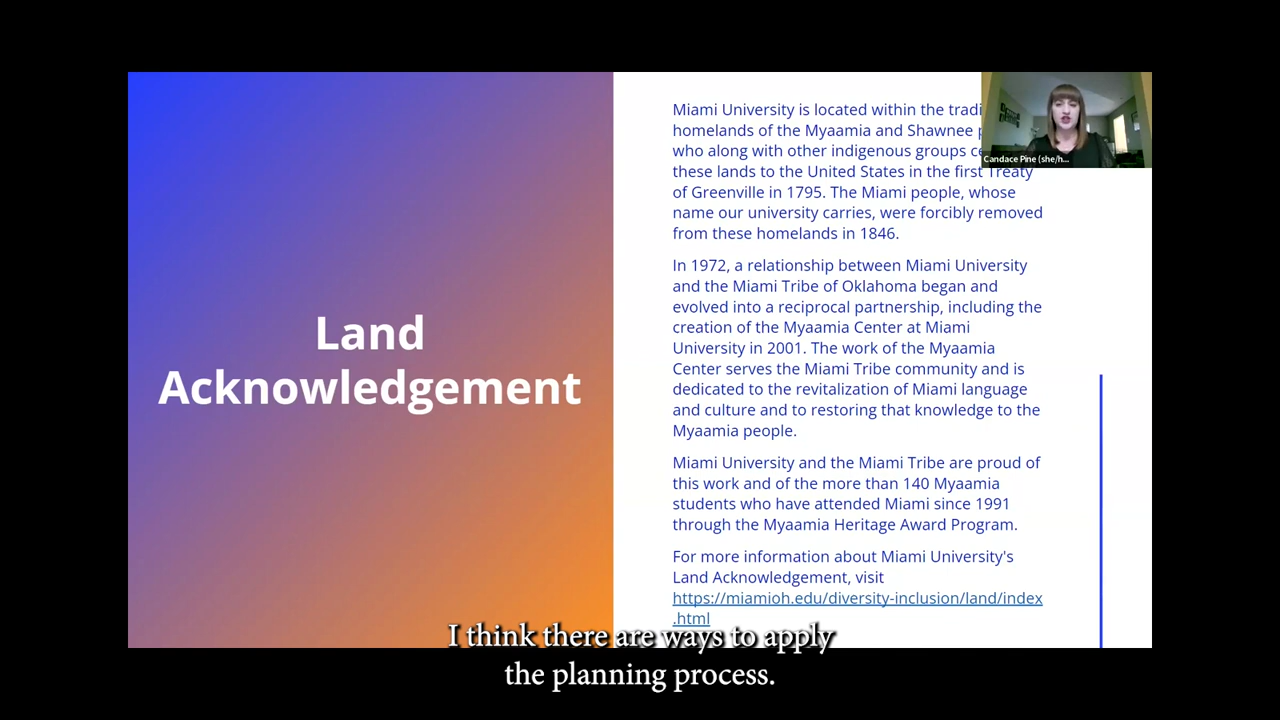 Land
Acknowledgement
Miami University is located within the
homelands of the Myaamia and Shawnee
who along with other indigenous groups
these lands to the United States in the first Treaty
of Greenville in 1795. The Miami people, whose
name our university carries, were forcibly removed
from these homelands in 1846.
In 1972, a relationship between Miami University
and the Miami Tribe of Oklahoma began and
evolved into a reciprocal partnership, including the
creation of the Myaamia Center at Miami
University in 2001. The work of the Myaamia
Center serves the Miami Tribe community and is
dedicated to the revitalization of Miami language
and culture and to restoring that knowledge to the
Myaamia people.
Miami University and the Miami Tribe are proud of
this work and of the more than 140 Myaamia
students who have attended Miami since 1991
through the Myaamia Heritage Award Program.
For more information about Miami University's
Land Acknowledgement, visit
https://miamioh.edu/diversity-inclusion/land/index
.html
Candace Pine (she/h...
I think there are ways to apply
the planning process.